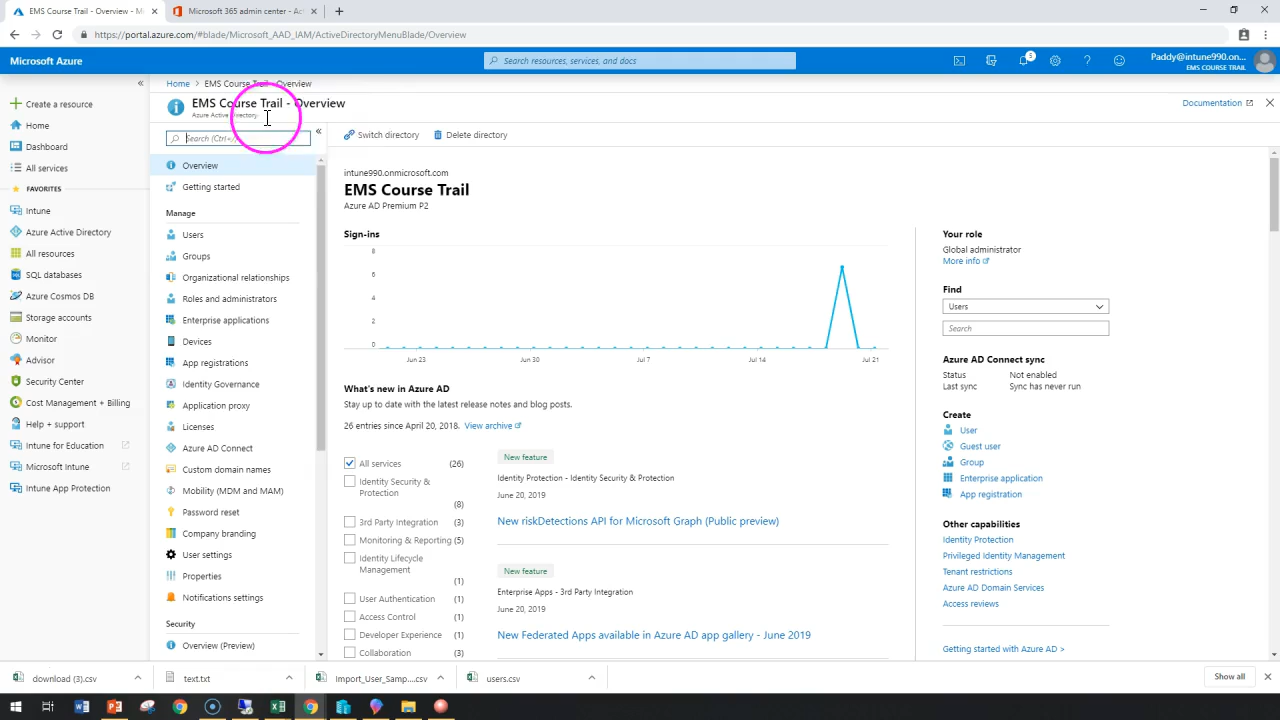 EMS Course Trail - Overview - Mi
Microsoft 365 admin center - Act
https://portal.azure.com/#blade/Microsoft_AAD_IAM/ActiveDirectoryMenuBlade/Overview
Microsoft Azure
Search resources, services, and docs
5
Paddy@intune990.on...
EMS COURSE TRAIL
Create a resource
Home
Dashboard
All services
FAVORITES
Intune
Azure Active Directory
All resources
SQL databases
Azure Cosmos DB
Storage accounts
Monitor
Advisor
Security Center
Cost Management + Billing
Help + support
Intune for Education
Microsoft Intune
Intune App Protection
Home > EMS Course Trail - Overview
EMS Course Trail - Overview
Azure Active Directory
Documentation
Search (Ctrl+/)
Overview
Getting started
Manage
Users
Groups
Organizational relationships
Roles and administrators
Enterprise applications
Devices
App registrations
Identity Governance
Application proxy
Licenses
Azure AD Connect
Custom domain names
Mobility (MDM and MAM)
Password reset
Company branding
User settings
Properties
Notifications settings
Security
Overview (Preview)
Switch directory
Delete directory
intune990.onmicrosoft.com
EMS Course Trail
Azure AD Premium P2
Sign-ins
8
6
4
2
0
Jun 23 Jun 30 Jul 7 Jul 14 Jul 21
What's new in Azure AD
Stay up to date with the latest release notes and blog posts.
26 entries since April 20, 2018. View archive
All services (26)
Identity Security & Protection (8)
3rd Party Integration (3)
Monitoring & Reporting (5)
Identity Lifecycle Management (1)
User Authentication (1)
Access Control (1)
Developer Experience (1)
Collaboration (3)
New feature
Identity Protection - Identity Security & Protection
June 20, 2019
New riskDetections API for Microsoft Graph (Public preview)
New feature
Enterprise Apps - 3rd Party Integration
June 20, 2019
New Federated Apps available in Azure AD app gallery - June 2019
Your role
Global administrator
More info
Find
Users
Search
Azure AD Connect sync
Status Not enabled
Last sync Sync has never run
Create
User
Guest user
Group
Enterprise application
App registration
Other capabilities
Identity Protection
Privileged Identity Management
Tenant restrictions
Azure AD Domain Services
Access reviews
Getting started with Azure AD >
download (3).csv
text.txt
Import_User_Samp....csv
users.csv
Show all